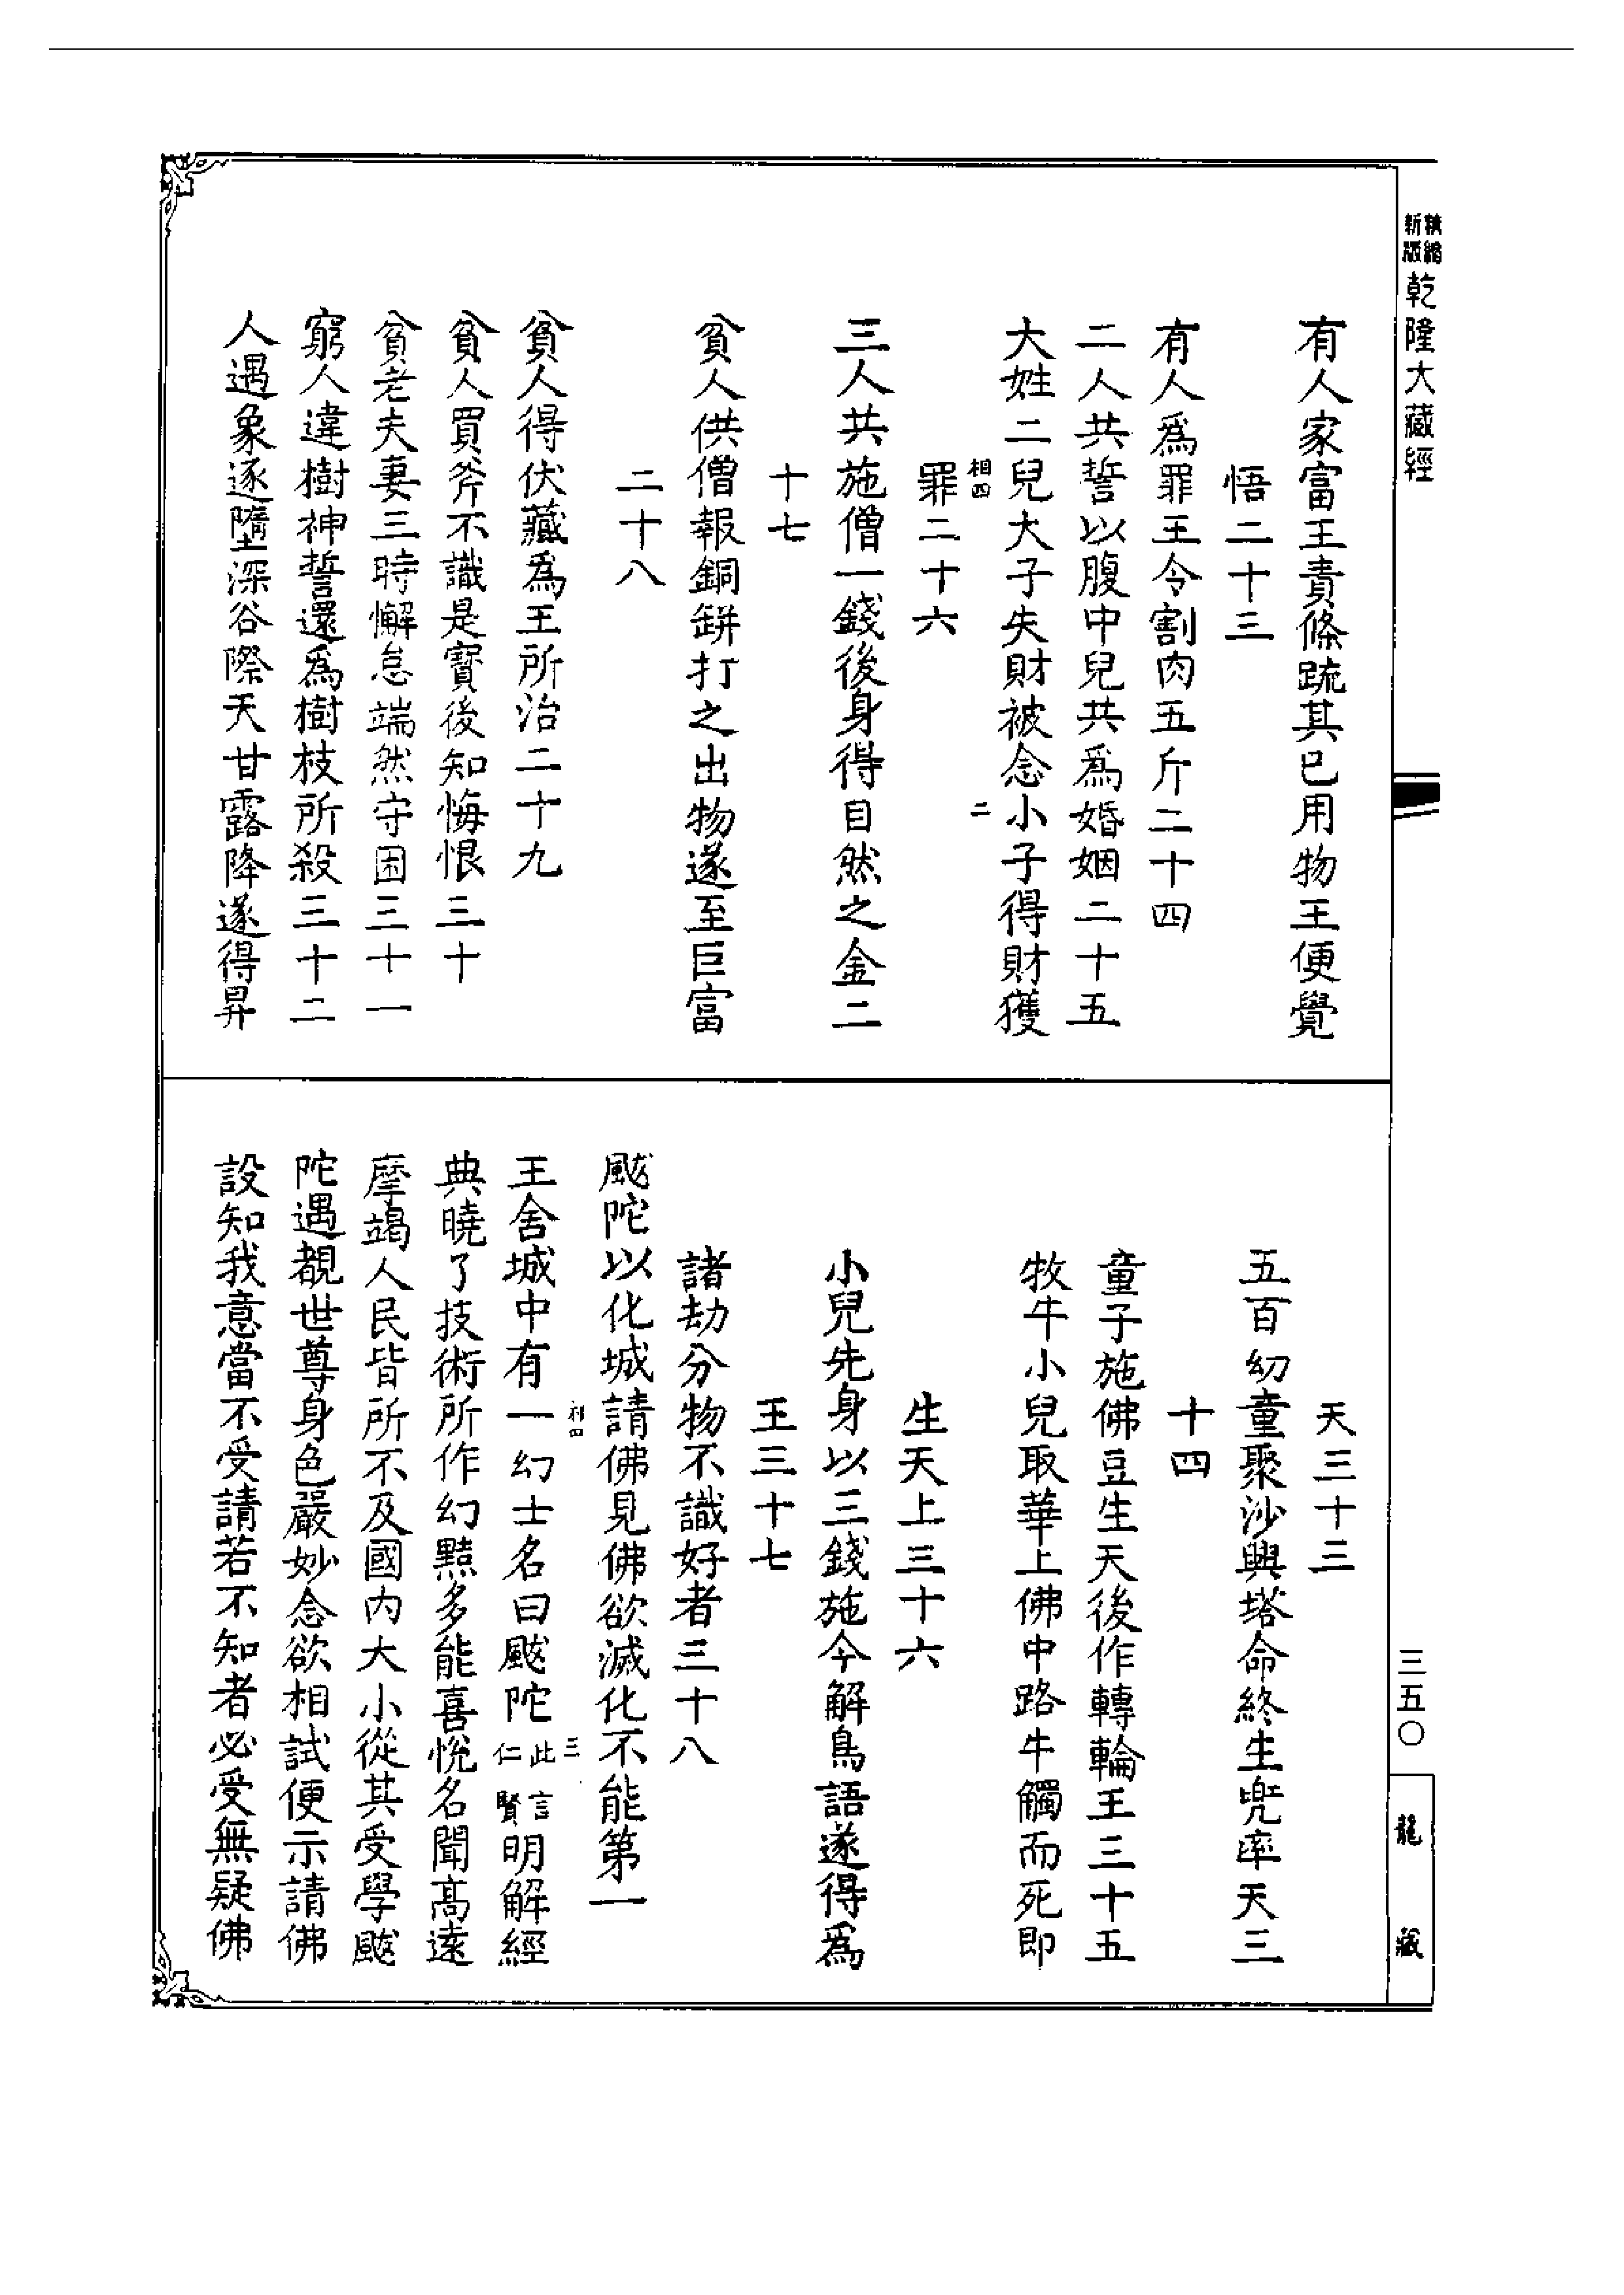 新版
精縮
乾隆大藏經
有人家富王責條疏其已用物王便覺
悟二十三
有人為罪王令割肉五斤二十四
二人共誓以腹中兒共為婚姻二十五
大姓二兒大子失財被念小子得財獲
相四
二
罪二十六
三人共施僧一錢後身得自然之金二
十七
貧人供僧報銅缾打之出物遂至巨富
二十八
貧人得伏藏為王所治二十九
貧人買斧不識是寶後知悔恨三十
貧老夫妻三時懈怠端然守困三十一
窮人違樹神誓還為樹枝所殺三十二
人遇象逐墮深谷際天甘露降遂得昇
天三十三
五百幼童聚沙興塔命終生兜率天三
十四
童子施佛豆生天後作轉輪王三十五
牧牛小兒取華上佛中路牛觸而死即
生天上三十六
小兒先身以三錢施今解鳥語遂得為
王三十七
諸劫分物不識好者三十八
颰陀以化城請佛見佛欲滅化不能第一
相四
三
王舍城中有一幻士名曰颰陀此言仁賢明解經
典曉了技術所作幻黠多能喜悅名聞高遠
摩竭人民皆所不及國內大小從其受學颰
陀遇覩世尊身色嚴妙念欲相試便示請佛
設知我意當不受請若不知者必受無疑佛
三五〇
龍藏